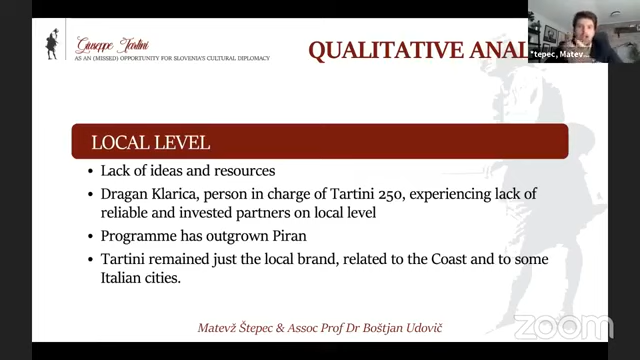 Giuseppe Tartini
AS AN (MISSED) OPPORTUNITY FOR SLOVENIA'S CULTURAL DIPLOMACY
QUALITATIVE ANAL
*tepec, Matev...
LOCAL LEVEL
• Lack of ideas and resources
• Dragan Klarica, person in charge of Tartini 250, experiencing lack of
reliable and invested partners on local level
• Programme has outgrown Piran
• Tartini remained just the local brand, related to the Coast and to some
Italian cities.
Matevž Štepec & Assoc Prof Dr Boštjan Udovič
zoom